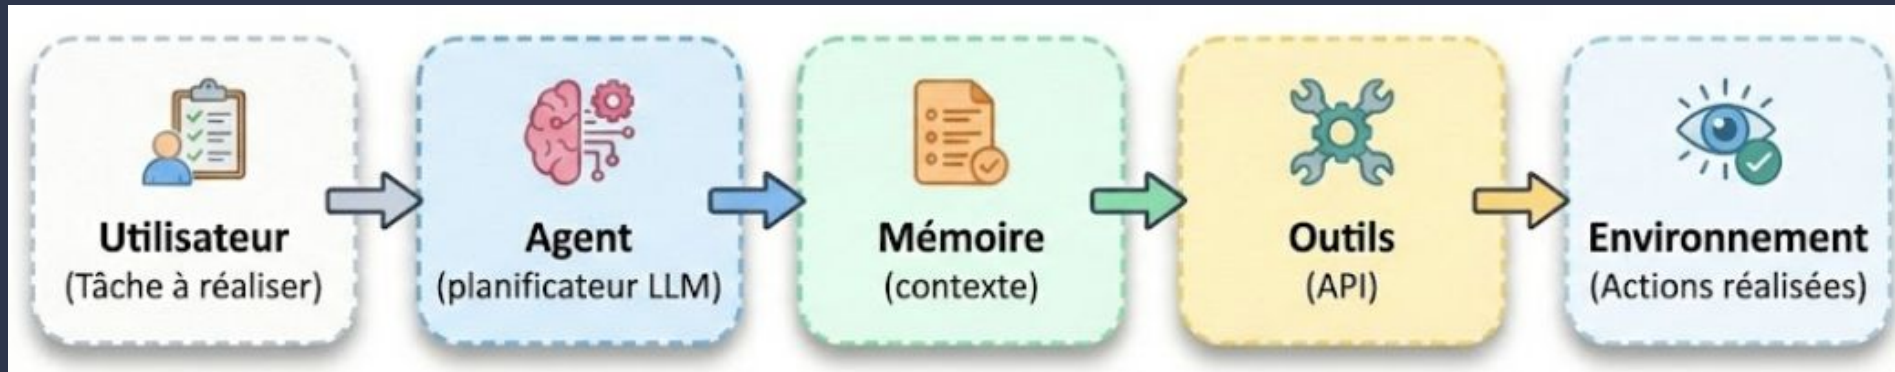 Utilisateur
(Tâche à réaliser)
Agent
(planificateur LLM)
Mémoire
(contexte)
Outils
(API)
Environnement
(Actions réalisées)